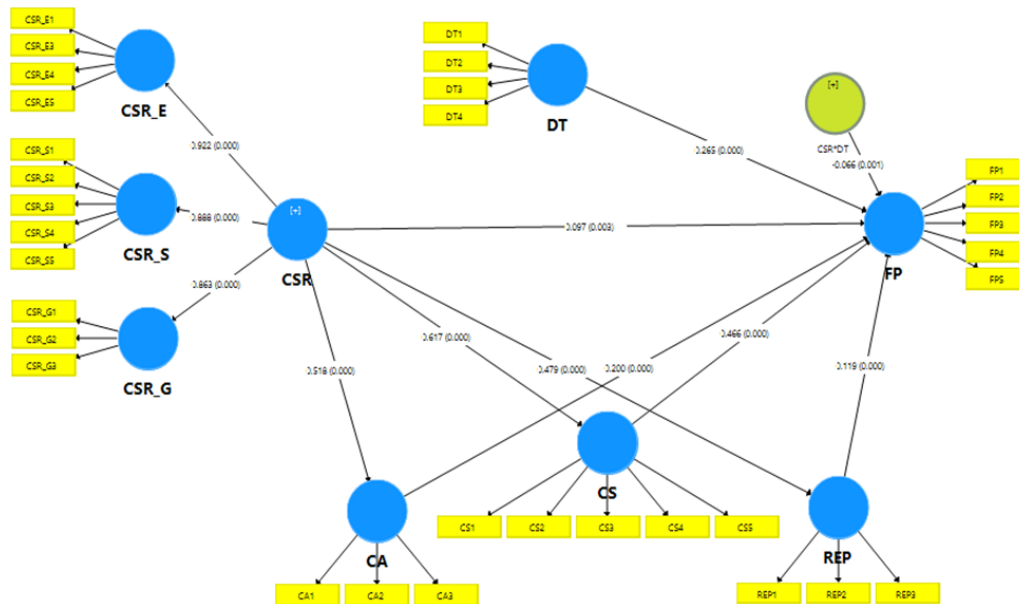 CSR_E1
CSR_E3
CSR_E4
CSR_E5
CSR_E
DT1
DT2
DT3
DT4
DT
[+]
CSR*DT
-0.066 (0.001)
0.922 (0.000)
0.265 (0.000)
CSR_S1
CSR_S2
CSR_S3
CSR_S4
CSR_S5
CSR_S
0.888 (0.000)
[+]
CSR
0.097 (0.003)
FP1
FP2
FP3
FP4
FP5
FP
0.863 (0.000)
CSR_G1
CSR_G2
CSR_G3
CSR_G
0.617 (0.000)
0.466 (0.000)
0.518 (0.000)
0.479 (0.000)
0.200 (0.000)
0.119 (0.000)
CS
CS1
CS2
CS3
CS4
CS5
CA
CA1
CA2
CA3
REP
REP1
REP2
REP3